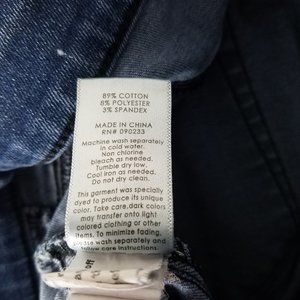 89% COTTON
8% POLYESTER
3% SPANDEX
MADE IN CHINA
RN# 090233
Machine wash separately
in cold water.
Non chlorine
bleach as needed.
Tumble dry low.
Cool iron as needed.
Do not dry clean.
This garment was specially
dyed to produce its unique
color. Take care, dark colors
may transfer onto light
colored clothing or other
items. To minimize fading,
please wash separately and
follow care instructions.
off